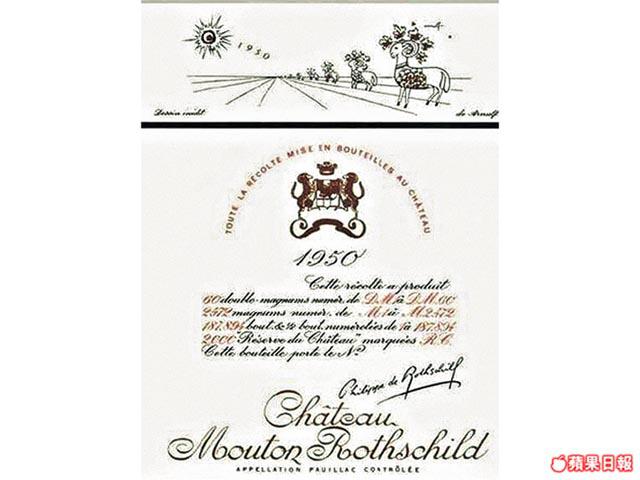 1950
Dessin inédit de Arnulf
TOUTE LA RÉCOLTE MISE EN BOUTEILLES AU CHÂTEAU
1950
Cette récolte a produit
60 double-magnums numér. de D.M.1 à D.M.60
2572 magnums numér. de M.1 à M.2572
187.894 bout. & ½ bout. numérotées de 1 à 187.894
2000 "Réserve du Château" marquées R.C.
Cette bouteille porte le N°
Philippe de Rothschild
Château
Mouton Rothschild
APPELLATION PAUILLAC CONTRÔLÉE
蘋果日報